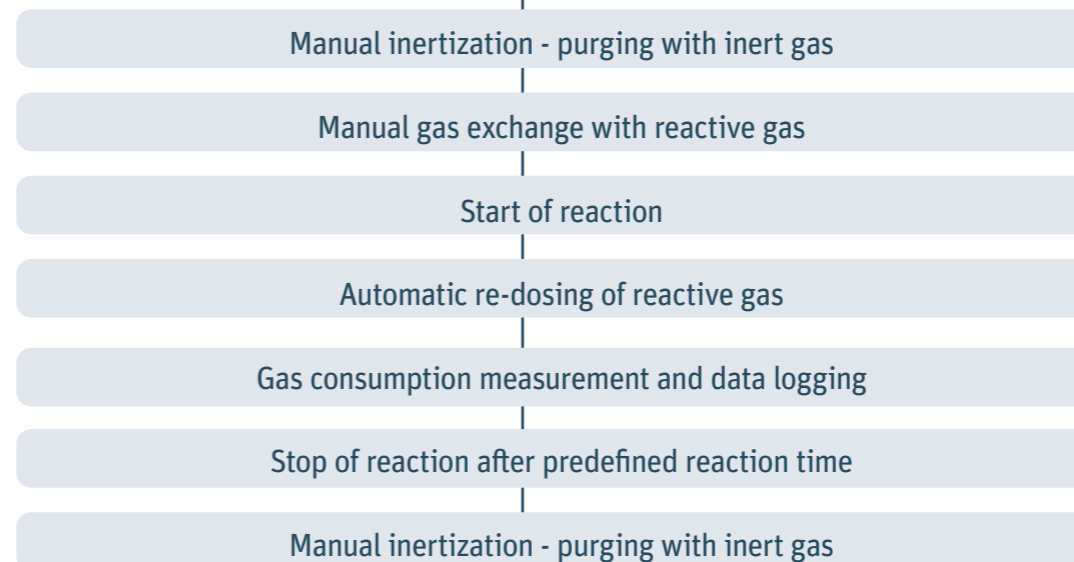 Manual inertization - purging with inert gas
Manual gas exchange with reactive gas
Start of reaction
Automatic re-dosing of reactive gas
Gas consumption measurement and data logging
Stop of reaction after predefined reaction time
Manual inertization - purging with inert gas